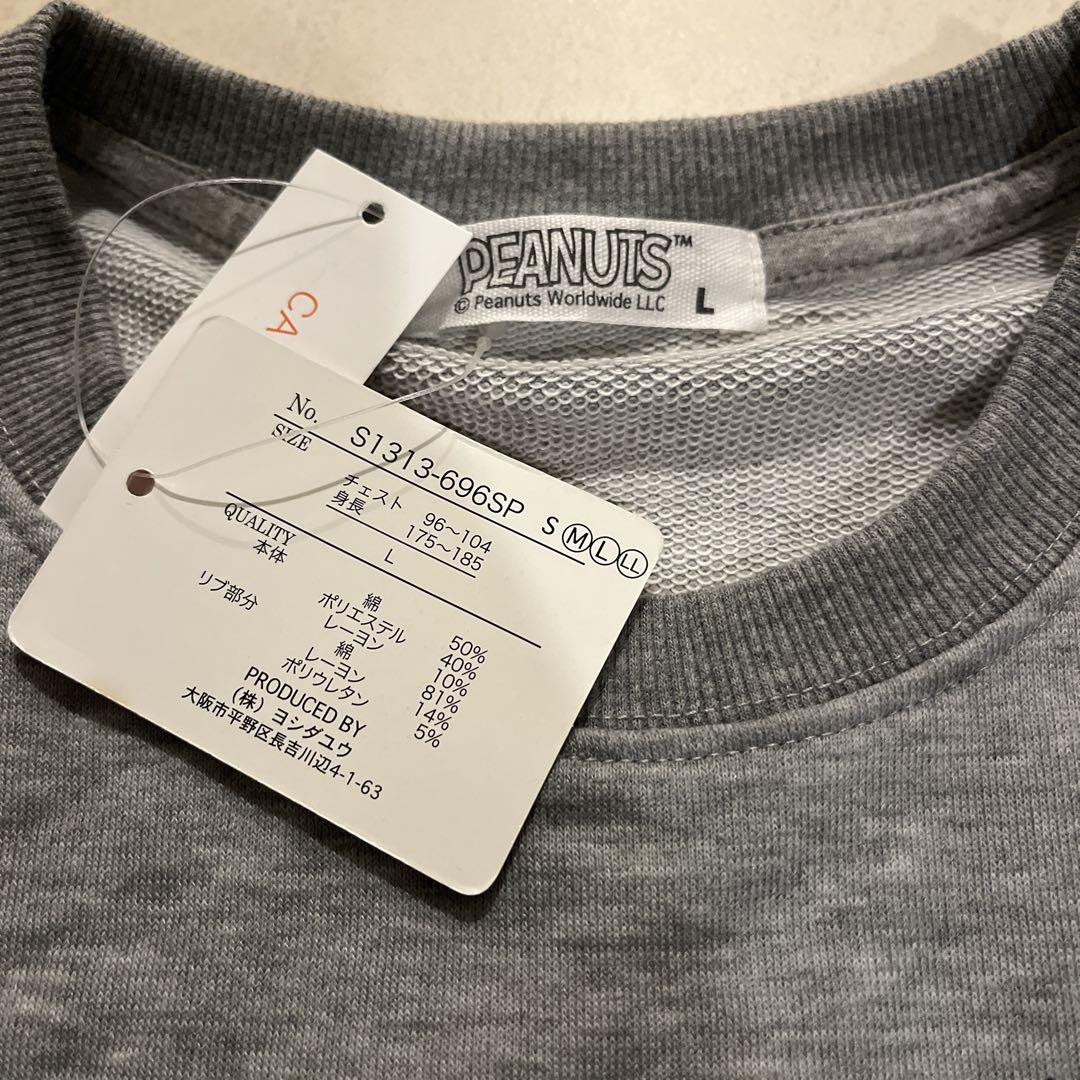 PEANUTS™
© Peanuts Worldwide LLC
L
CA
No. S1313-696SP
SIZE S M L LL
チェスト 96〜104
身長 175〜185
L
QUALITY
本体 綿 50%
ポリエステル 40%
レーヨン 10%
リブ部分 綿 81%
レーヨン 14%
ポリウレタン 5%
PRODUCED BY
(株)ヨシダユウ
大阪市平野区長吉川辺4-1-63